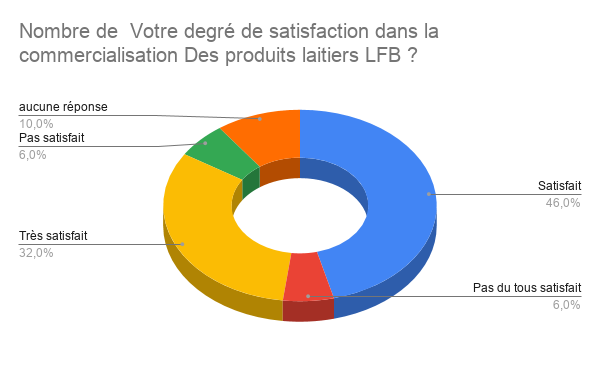 Nombre de  Votre degré de satisfaction dans la
commercialisation Des produits laitiers LFB ?
aucune réponse
10,0%
Pas satisfait
6,0%
Satisfait
46,0%
Très satisfait
32,0%
Pas du tous satisfait
6,0%